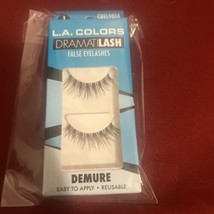 L.A. COLORS
DRAMATILASH
FALSE EYELASHES
DEMURE
EASY TO APPLY • REUSABLE